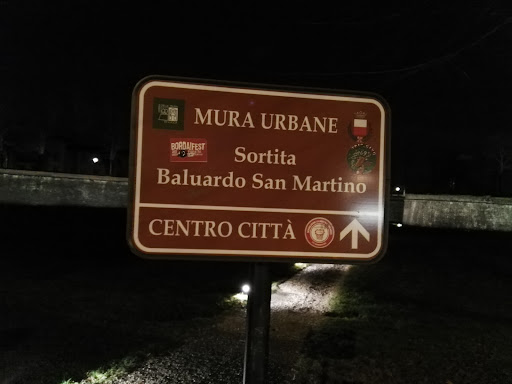 MURA URBANE
BORDAFEST
Sortita
Baluardo San Martino
CENTRO CITTÀ